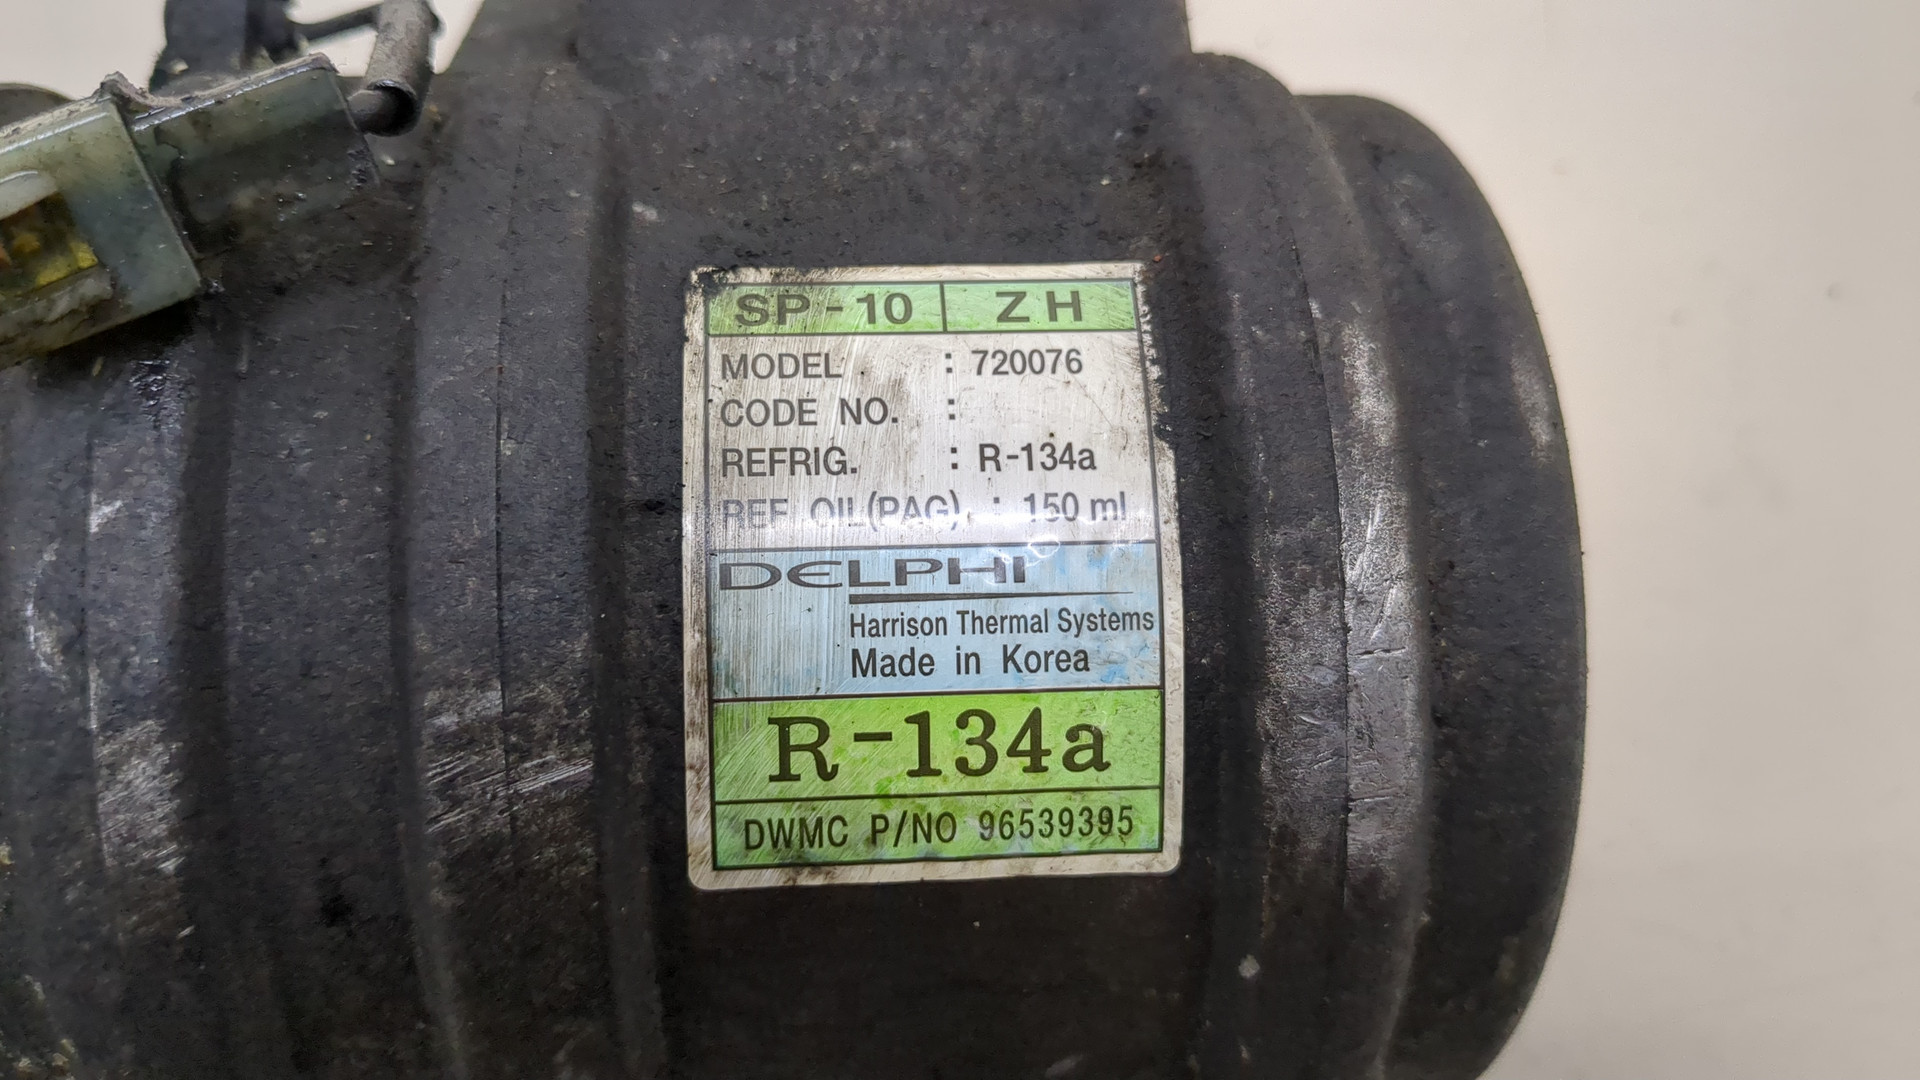 SP-10 ZH
MODEL : 720076
CODE NO. :
REFRIG. : R-134a
REF. OIL(PAG). : 150 ml
DELPHI
Harrison Thermal Systems
Made in Korea
R-134a
DWMC P/NO 96539395